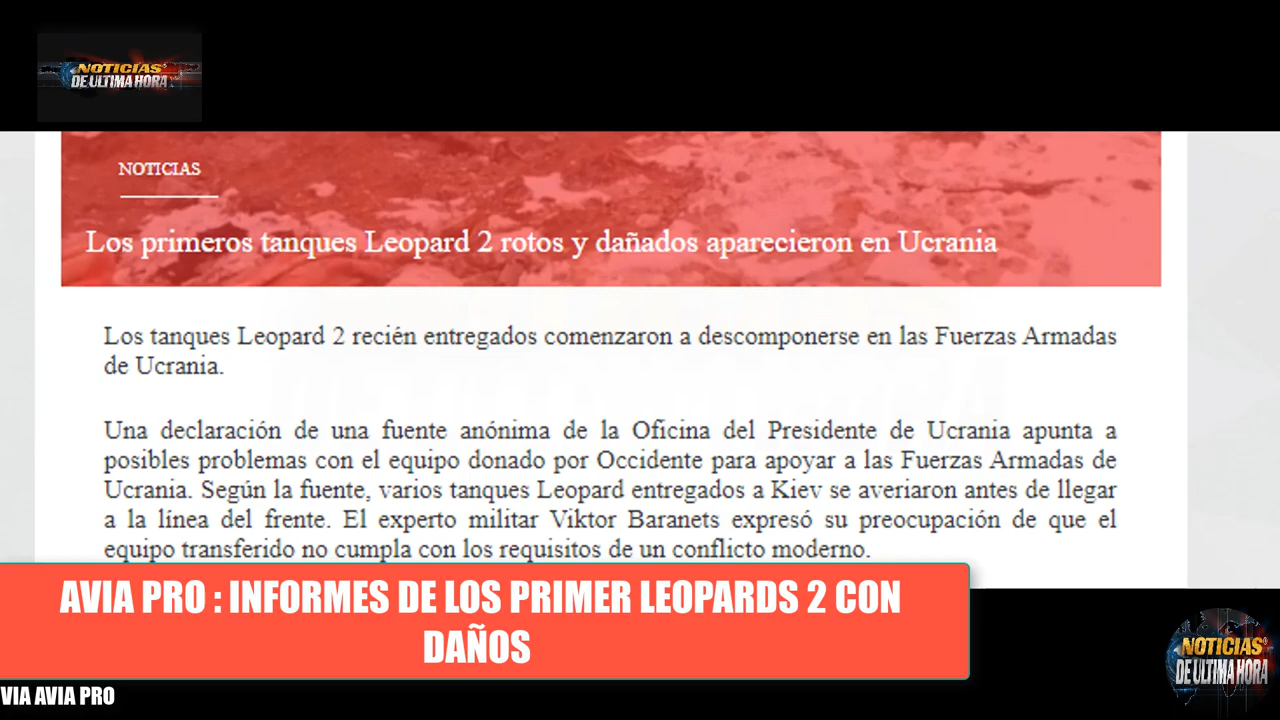 NOTICIAS
DE ULTIMA HORA
NOTICIAS
Los primeros tanques Leopard 2 rotos y dañados aparecieron en Ucrania
Los tanques Leopard 2 recién entregados comenzaron a descomponerse en las Fuerzas Armadas
de Ucrania.
Una declaración de una fuente anónima de la Oficina del Presidente de Ucrania apunta a
posibles problemas con el equipo donado por Occidente para apoyar a las Fuerzas Armadas de
Ucrania. Según la fuente, varios tanques Leopard entregados a Kiev se averiaron antes de llegar
a la línea del frente. El experto militar Viktor Baranets expresó su preocupación de que el
equipo transferido no cumpla con los requisitos de un conflicto moderno.
AVIA PRO : INFORMES DE LOS PRIMER LEOPARDS 2 CON
DAÑOS
NOTICIAS
DE ULTIMA HORA
VIA AVIA PRO